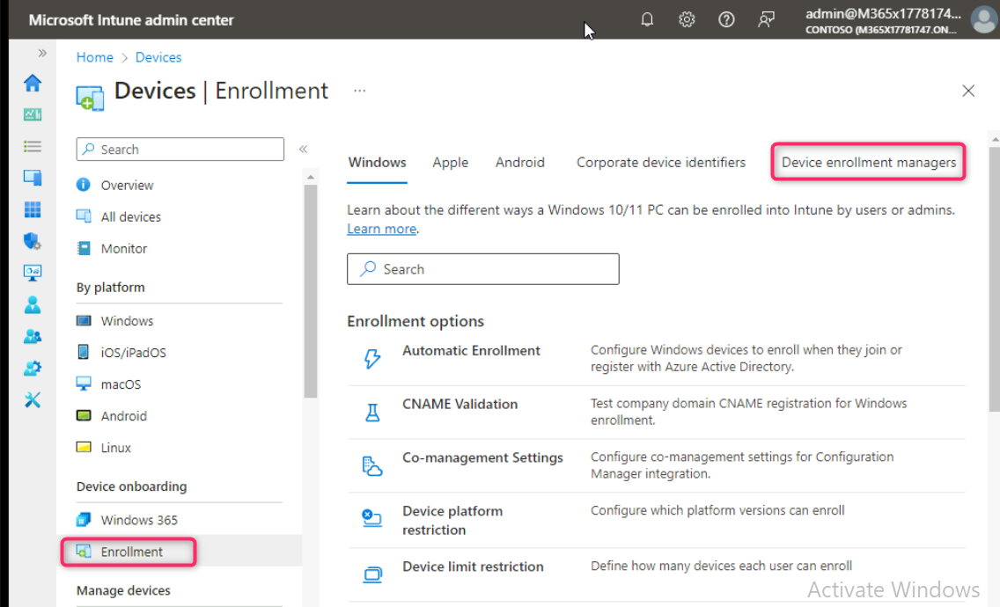 Microsoft Intune admin center
admin@M365x1778174...
CONTOSO (M365X17781747.ON...
Home > Devices
Devices | Enrollment ...
Search
Overview
All devices
Monitor
By platform
Windows
iOS/iPadOS
macOS
Android
Linux
Device onboarding
Windows 365
Enrollment
Manage devices
Windows
Apple
Android
Corporate device identifiers
Device enrollment managers
Learn about the different ways a Windows 10/11 PC can be enrolled into Intune by users or admins.
Learn more.
Search
Enrollment options
Automatic Enrollment
Configure Windows devices to enroll when they join or
register with Azure Active Directory.
CNAME Validation
Test company domain CNAME registration for Windows
enrollment.
Co-management Settings
Configure co-management settings for Configuration
Manager integration.
Device platform
restriction
Configure which platform versions can enroll
Device limit restriction
Define how many devices each user can enroll
Activate Windows